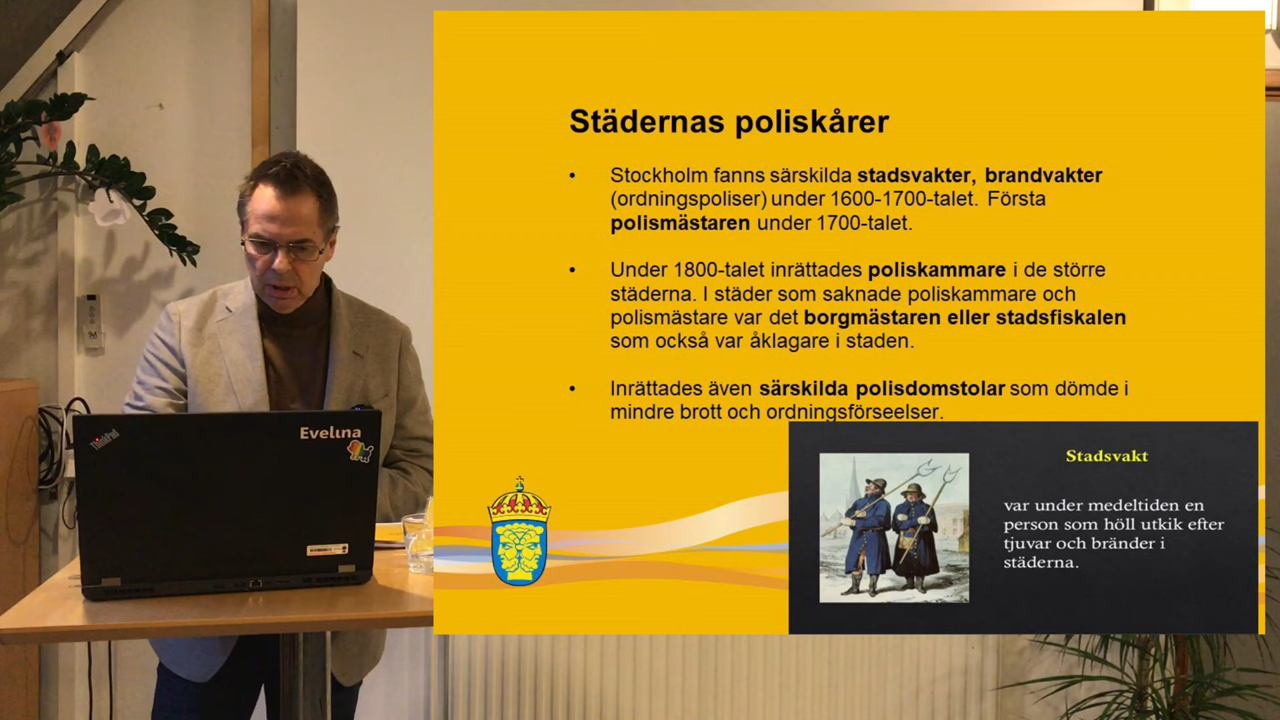 Städernas poliskårer
• Stockholm fanns särskilda stadsvakter, brandvakter
(ordningspoliser) under 1600-1700-talet. Första
polismästaren under 1700-talet.
• Under 1800-talet inrättades poliskammare i de större
städerna. I städer som saknade poliskammare och
polismästare var det borgmästaren eller stadsfiskalen
som också var åklagare i staden.
• Inrättades även särskilda polisdomstolar som dömde i
mindre brott och ordningsförseelser.
Stadsvakt
var under medeltiden en
person som höll utkik efter
tjuvar och bränder i
städerna.
ThinkPad
Evelina